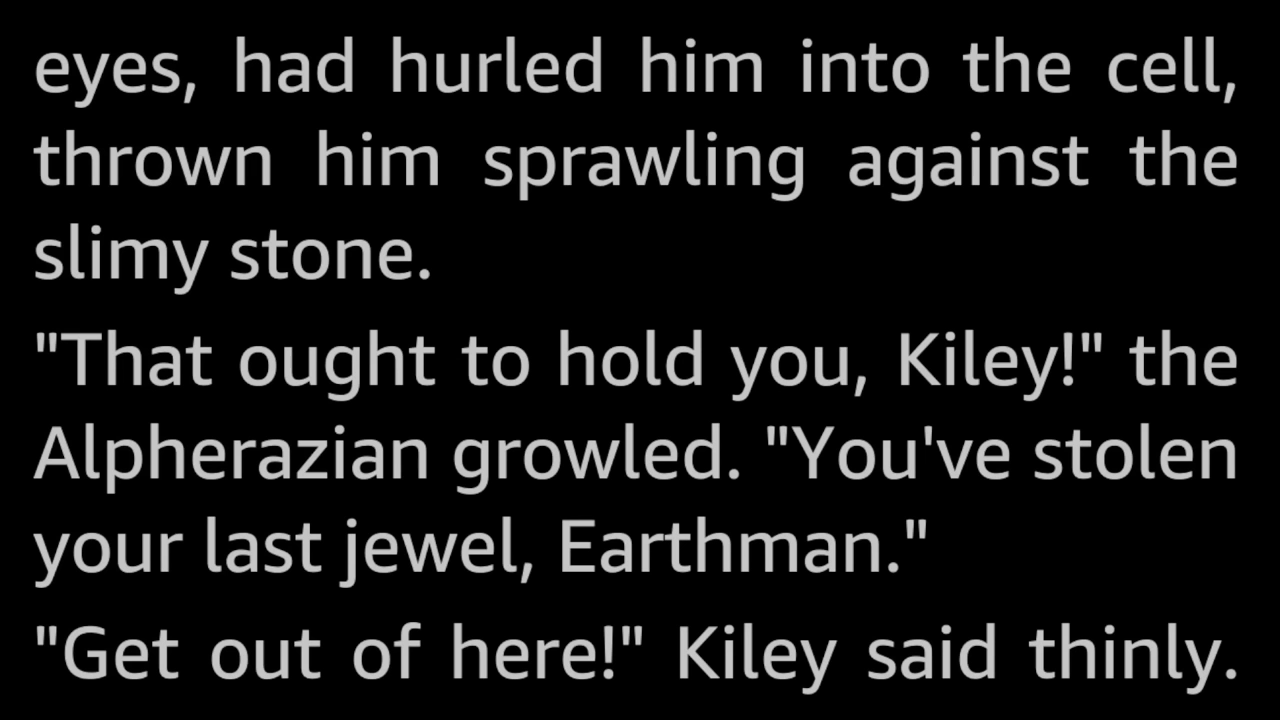 eyes, had hurled him into the cell,
thrown him sprawling against the
slimy stone.
"That ought to hold you, Kiley!" the
Alpherazian growled. "You've stolen
your last jewel, Earthman."
"Get out of here!" Kiley said thinly.